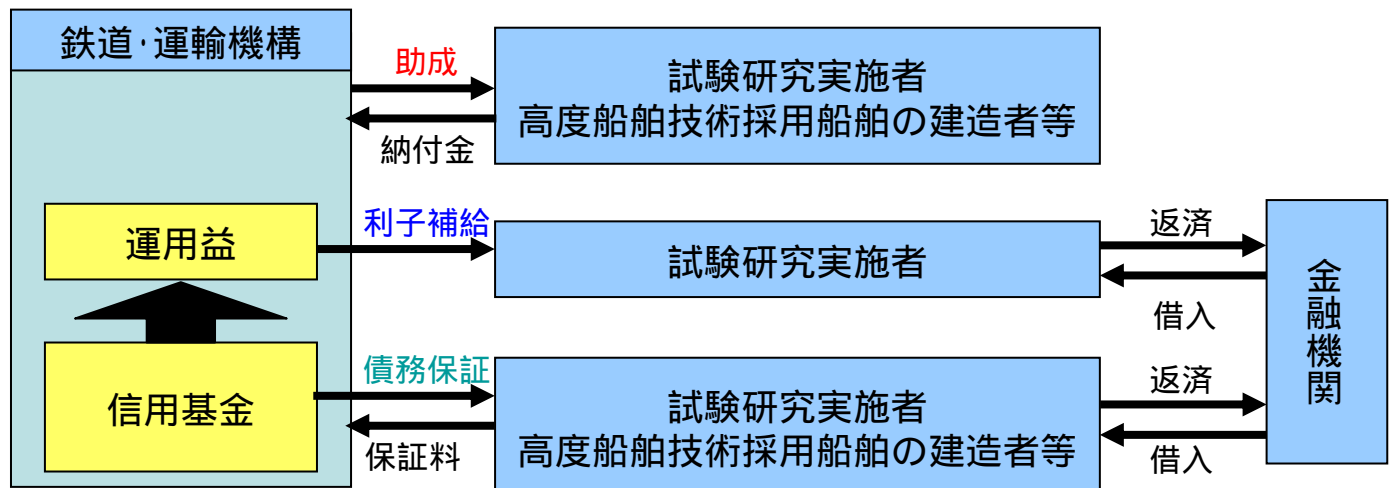 鉄道・運輸機構
助成
納付金
試験研究実施者
高度船舶技術採用船舶の建造者等
運用益
利子補給
試験研究実施者
返済
借入
金融機関
信用基金
債務保証
保証料
試験研究実施者
高度船舶技術採用船舶の建造者等
返済
借入